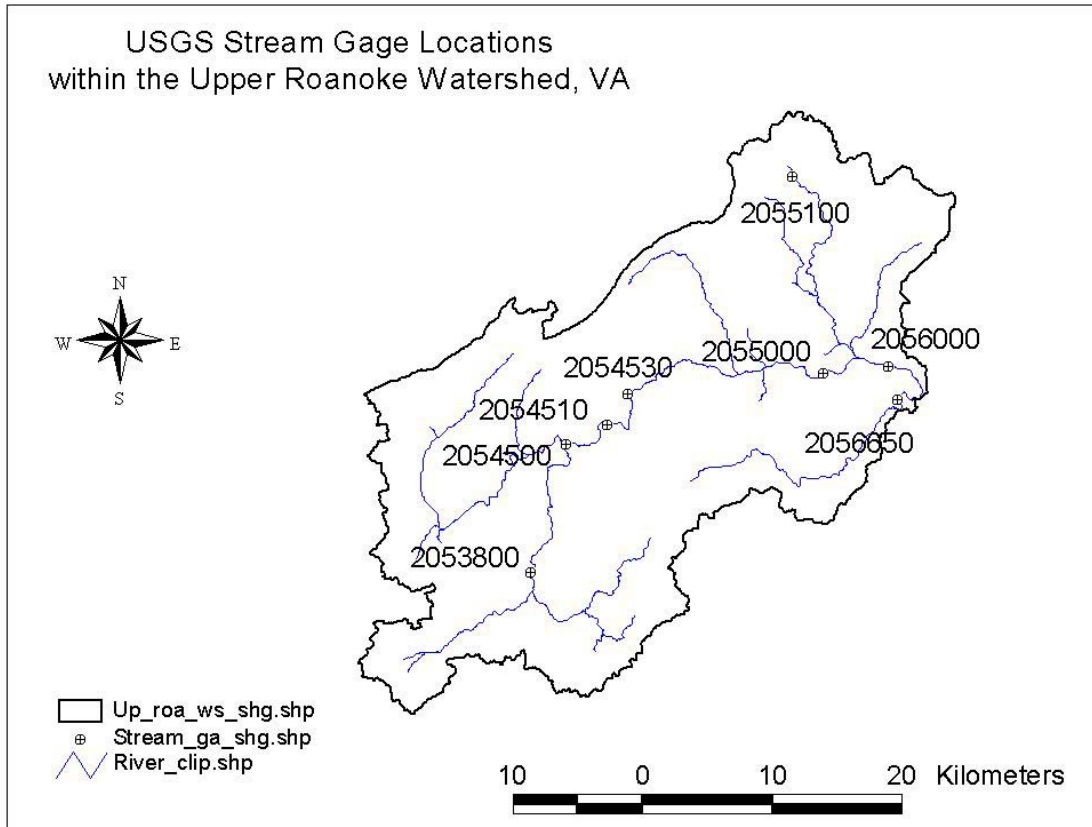 USGS Stream Gage Locations
within the Upper Roanoke Watershed, VA
2055100
N
W
E
S
2056000
2055000
2054530
2054510
2056650
2054500
2053800
Up_roa_ws_shg.shp
Stream_ga_shg.shp
River_clip.shp
10 0 10 20 Kilometers